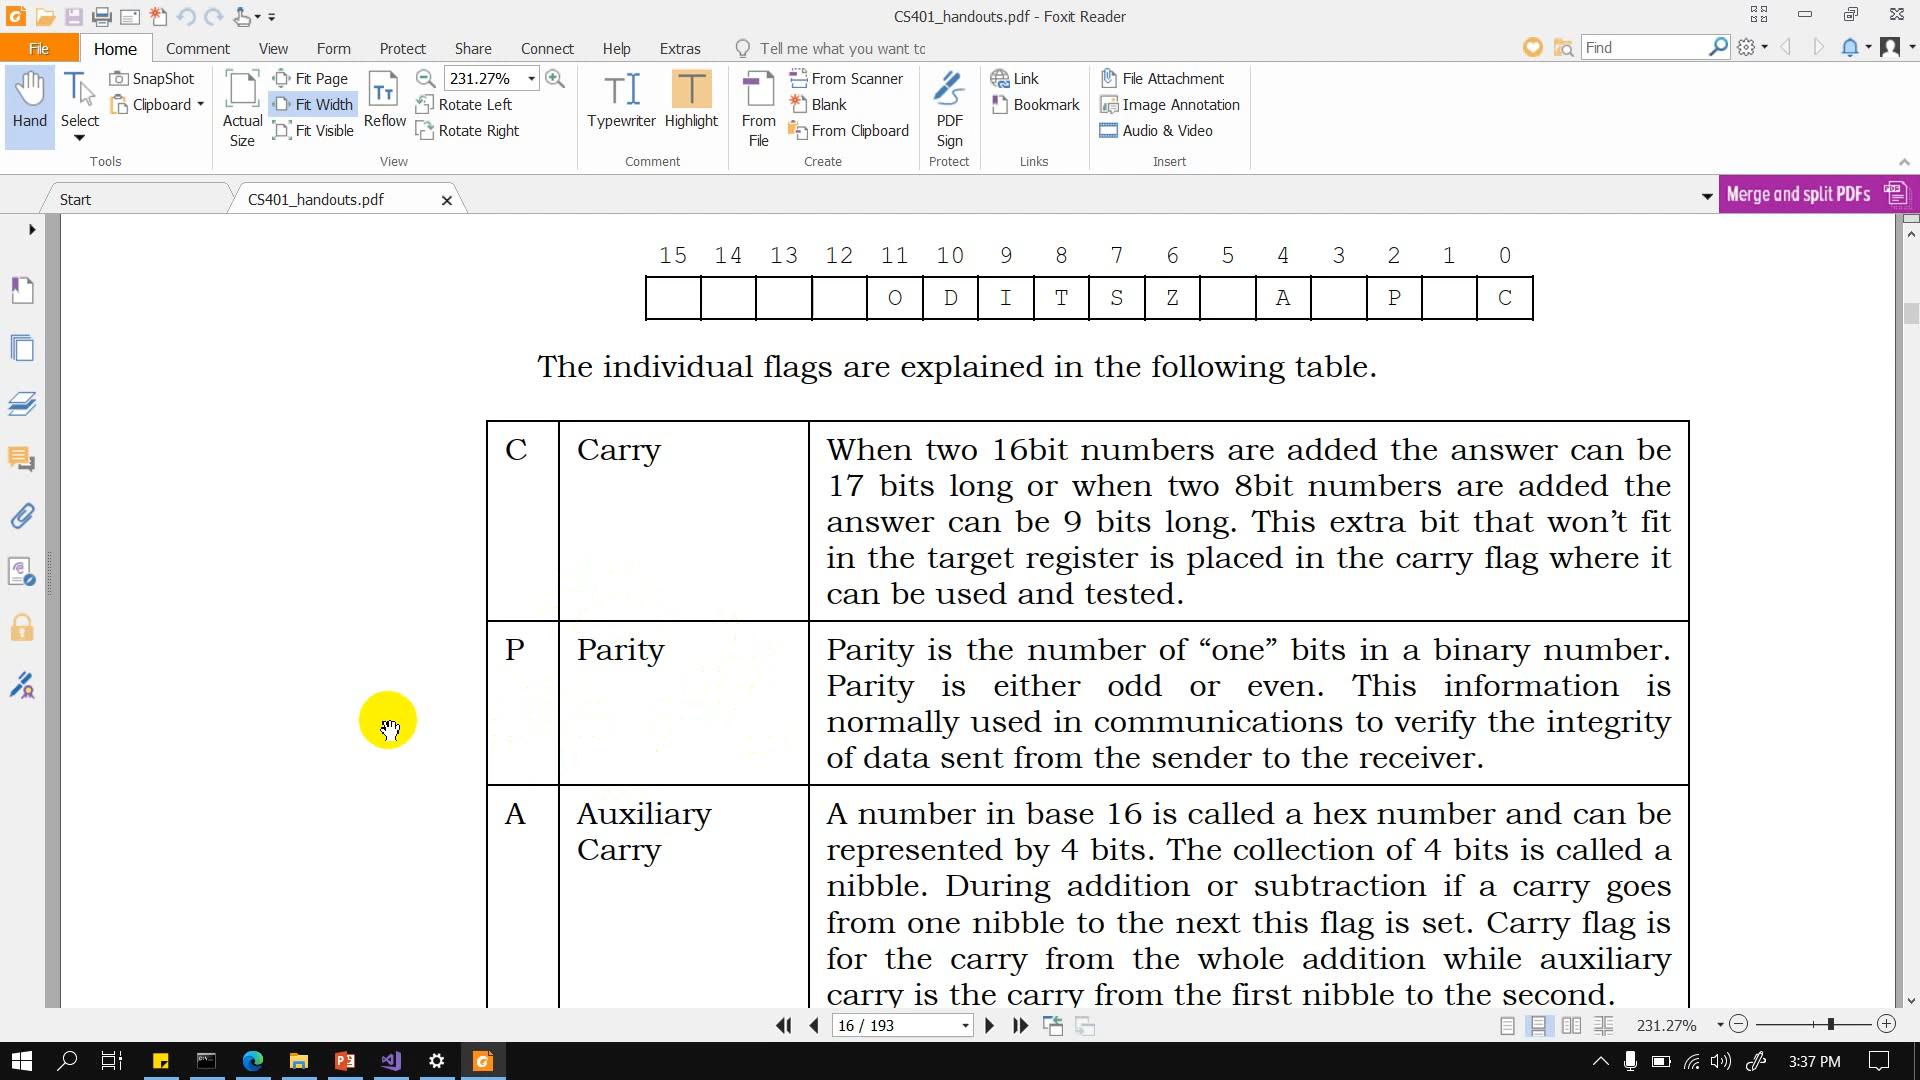 CS401_handouts.pdf - Foxit Reader
File Home Comment View Form Protect Share Connect Help Extras Tell me what you want to Find
Hand Select SnapShot Clipboard Actual Size Fit Page Fit Width Fit Visible Reflow 231.27% Rotate Left Rotate Right Typewriter Highlight From File From Scanner Blank From Clipboard PDF Sign Link Bookmark File Attachment Image Annotation Audio & Video
Tools View Comment Create Protect Links Insert
Start CS401_handouts.pdf Merge and split PDFs
15 14 13 12 11 10 9 8 7 6 5 4 3 2 1 0
O D I T S Z A P C
The individual flags are explained in the following table.
C Carry When two 16bit numbers are added the answer can be
17 bits long or when two 8bit numbers are added the
answer can be 9 bits long. This extra bit that won’t fit
in the target register is placed in the carry flag where it
can be used and tested.
P Parity Parity is the number of “one” bits in a binary number.
Parity is either odd or even. This information is
normally used in communications to verify the integrity
of data sent from the sender to the receiver.
A Auxiliary Carry A number in base 16 is called a hex number and can be
represented by 4 bits. The collection of 4 bits is called a
nibble. During addition or subtraction if a carry goes
from one nibble to the next this flag is set. Carry flag is
for the carry from the whole addition while auxiliary
carry is the carry from the first nibble to the second.
16 / 193 231.27%
3:37 PM